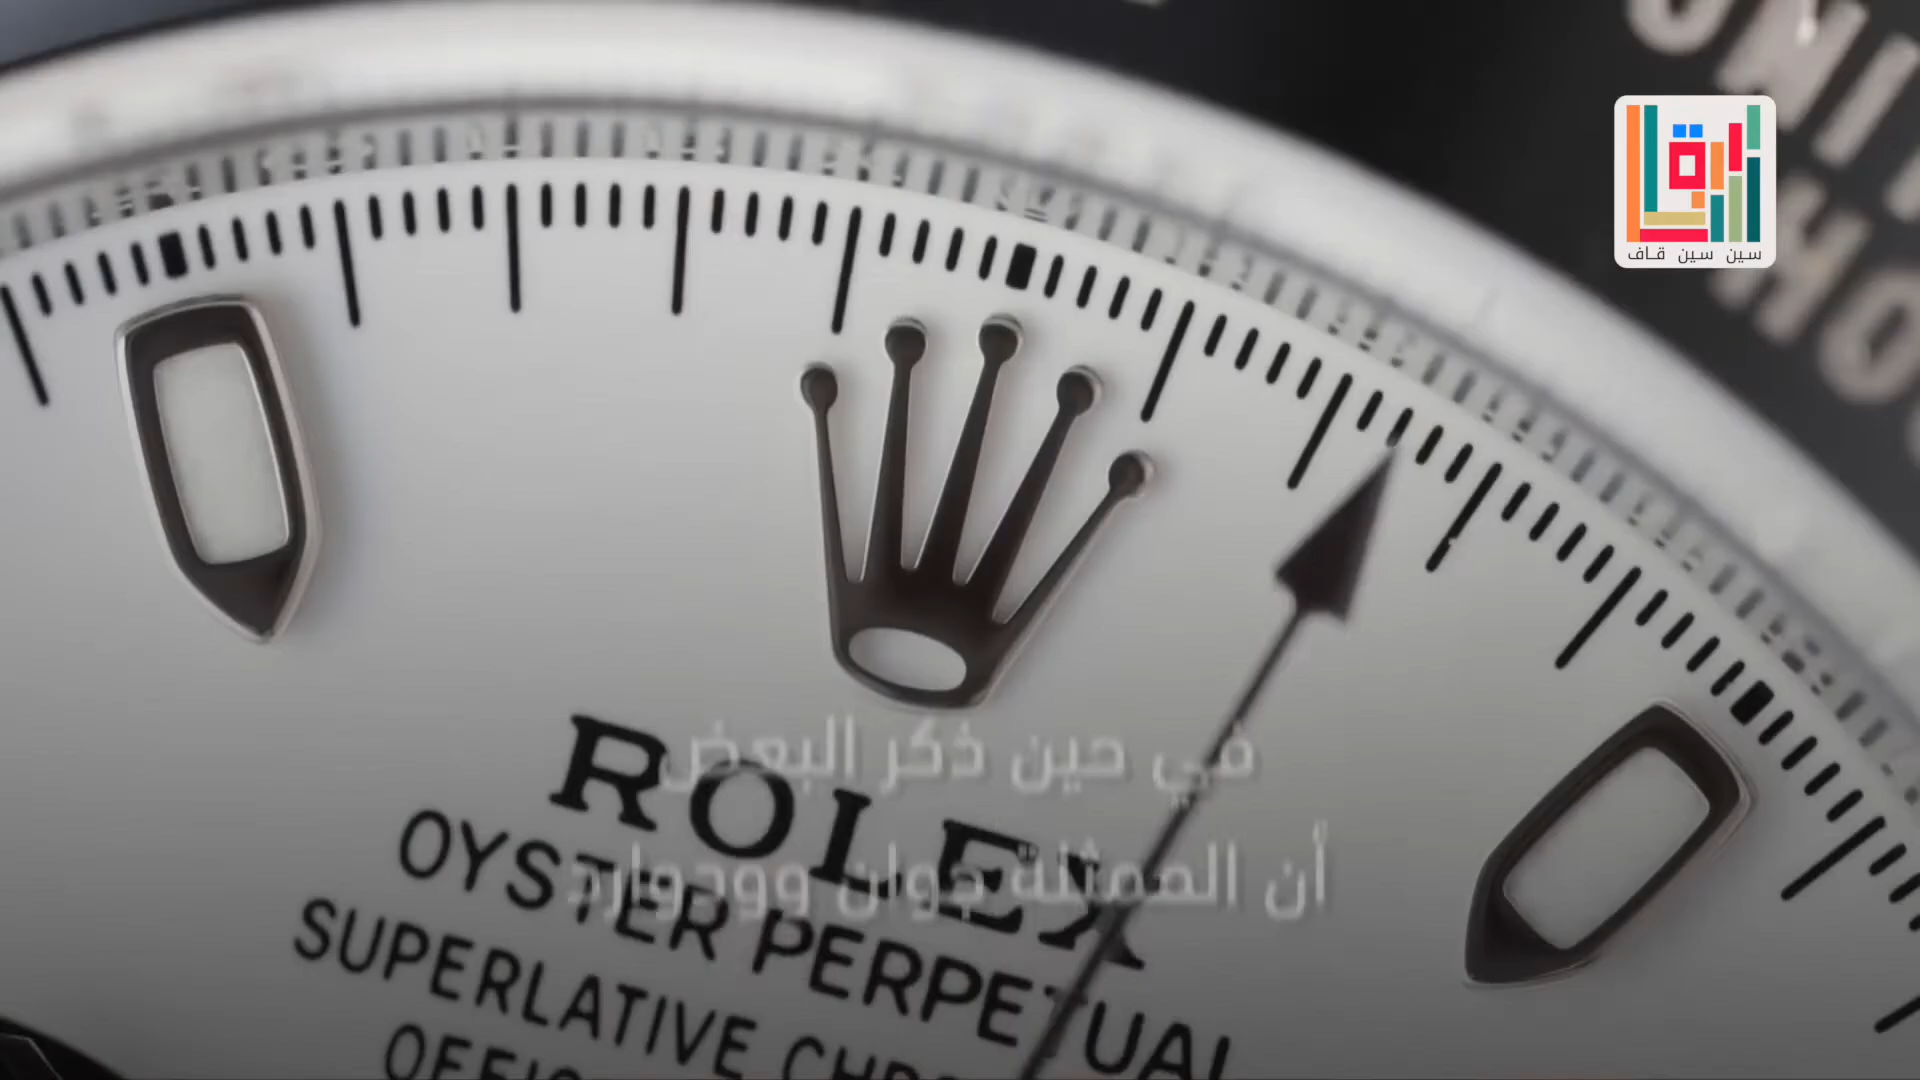 سين سين قاف
ROLEX
OYSTER PERPETUAL
SUPERLATIVE
في حين ذكر البعض
أن الممثلة جوان وودوارد